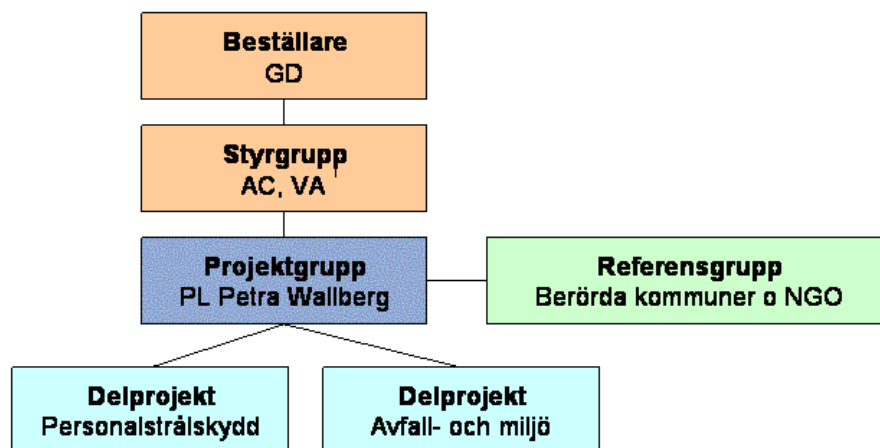 Beställare
GD
Styrgrupp
AC, VA
Projektgrupp
PL Petra Wallberg
Referensgrupp
Berörda kommuner o NGO
Delprojekt
Personalstrålskydd
Delprojekt
Avfall- och miljö